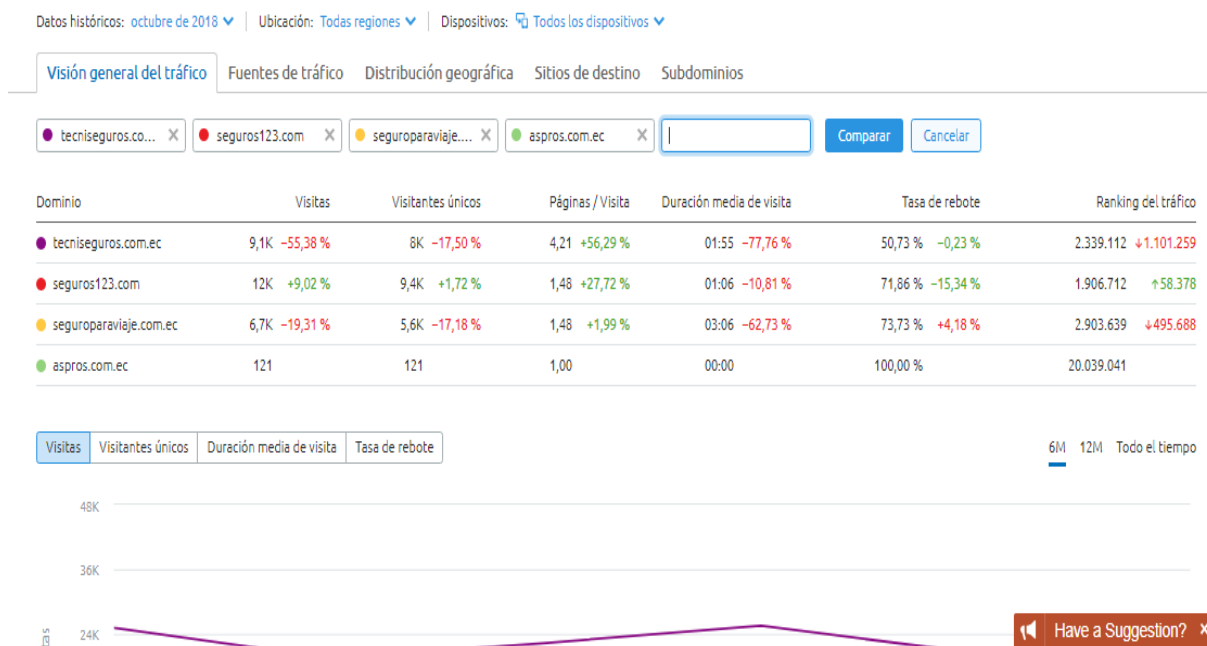 Datos históricos: octubre de 2018 Ubicación: Todas regiones Dispositivos: Todos los dispositivos
Visión general del tráfico Fuentes de tráfico Distribución geográfica Sitios de destino Subdominios
tecniseguros.co... × seguros123.com × seguroparaviaje.... × aspros.com.ec × Comparar Cancelar
Dominio Visitas Visitantes únicos Páginas / Visita Duración media de visita Tasa de rebote Ranking del tráfico
tecniseguros.com.ec 9,1K −55,38 % 8K −17,50 % 4,21 +56,29 % 01:55 −77,76 % 50,73 % −0,23 % 2.339.112 ↓1.101.259
seguros123.com 12K +9,02 % 9,4K +1,72 % 1,48 +27,72 % 01:06 −10,81 % 71,86 % −15,34 % 1.906.712 ↑58.378
seguroparaviaje.com.ec 6,7K −19,31 % 5,6K −17,18 % 1,48 +1,99 % 03:06 −62,73 % 73,73 % +4,18 % 2.903.639 ↓495.688
aspros.com.ec 121 121 1,00 00:00 100,00 % 20.039.041
Visitas Visitantes únicos Duración media de visita Tasa de rebote 6M 12M Todo el tiempo
48K
36K
24K
Have a Suggestion? ×